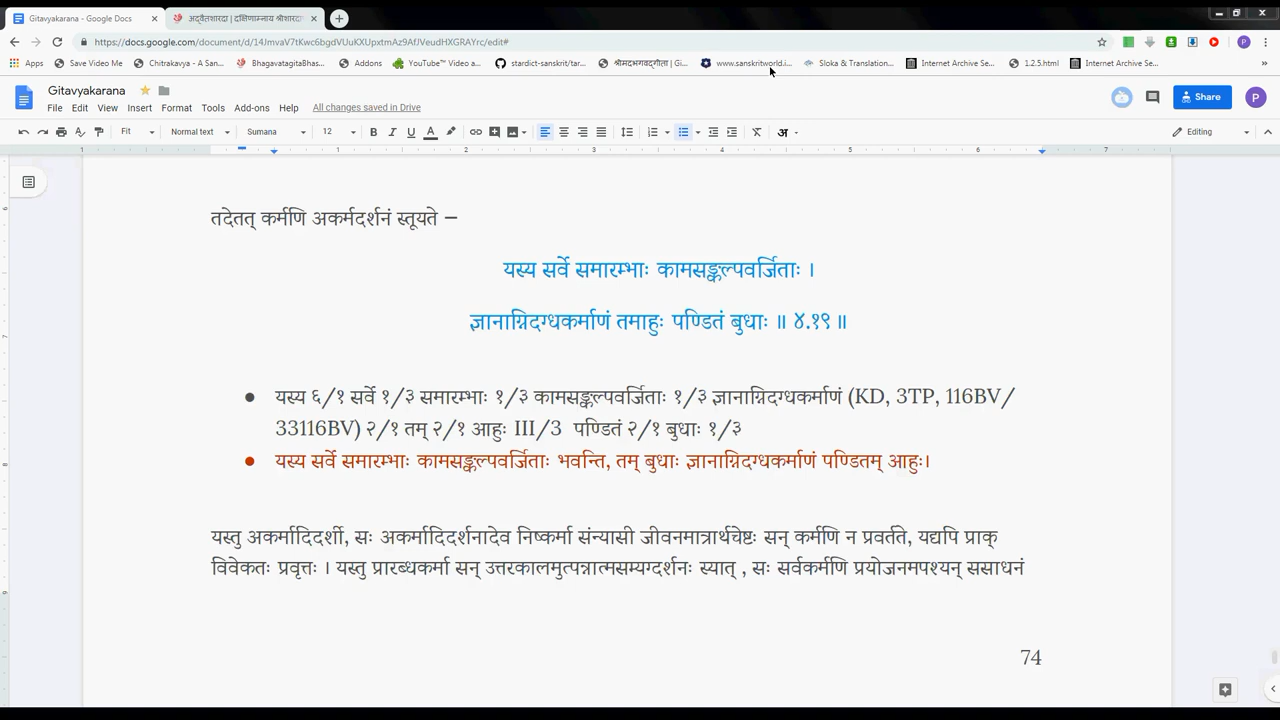 Gitavyakarana - Google Docs × अद्वैतशारदा | दक्षिणाम्नाय श्रीशारदा ×
https://docs.google.com/document/d/14JmvaV7tKwc6bgdVUuKXUpxtmAz9AfJVeudHXGRAYrc/edit#
Apps Save Video Me Chitrakavya - A San BhagavatagitaBhas Addons YouTube™ Video a... stardict-sanskrit/tar... श्रीमद्भगवद्गीता | Gi... www.sanskritworld.i... Sloka & Translation... Internet Archive Se... 1.2.5.html Internet Archive Se...
Gitavyakarana
File Edit View Insert Format Tools Addons Help All changes saved in Drive Share P
Fit Normal text Sumana 12 B I U A अ Editing
1 1 2 3 4 5 6 7
तदेतत् कर्मणि अकर्मदर्शनं स्तूयते –
यस्य सर्वे समारम्भाः कामसङ्कल्पवर्जिताः ।
ज्ञानाग्निदग्धकर्माणं तमाहुः पण्डितं बुधाः ॥ ४.१९ ॥
● यस्य ६/१ सर्वे १/३ समारम्भाः १/३ कामसङ्कल्पवर्जिताः १/३ ज्ञानाग्निदग्धकर्माणं (KD, 3TP, 116BV/
33116BV) २/१ तम् २/१ आहुः III/3 पण्डितं २/१ बुधाः १/३
● यस्य सर्वे समारम्भाः कामसङ्कल्पवर्जिताः भवन्ति, तम् बुधाः ज्ञानाग्निदग्धकर्माणं पण्डितम् आहुः।
यस्तु अकर्मादिदर्शी, सः अकर्मादिदर्शनादेव निष्कर्मा संन्यासी जीवनमात्रार्थचेष्टः सन् कर्मणि न प्रवर्तते, यद्यपि प्राक्
विवेकतः प्रवृत्तः । यस्तु प्रारब्धकर्मा सन् उत्तरकालमुत्पन्नात्मसम्यग्दर्शनः स्यात् , सः सर्वकर्मणि प्रयोजनमपश्यन् ससाधनं
74